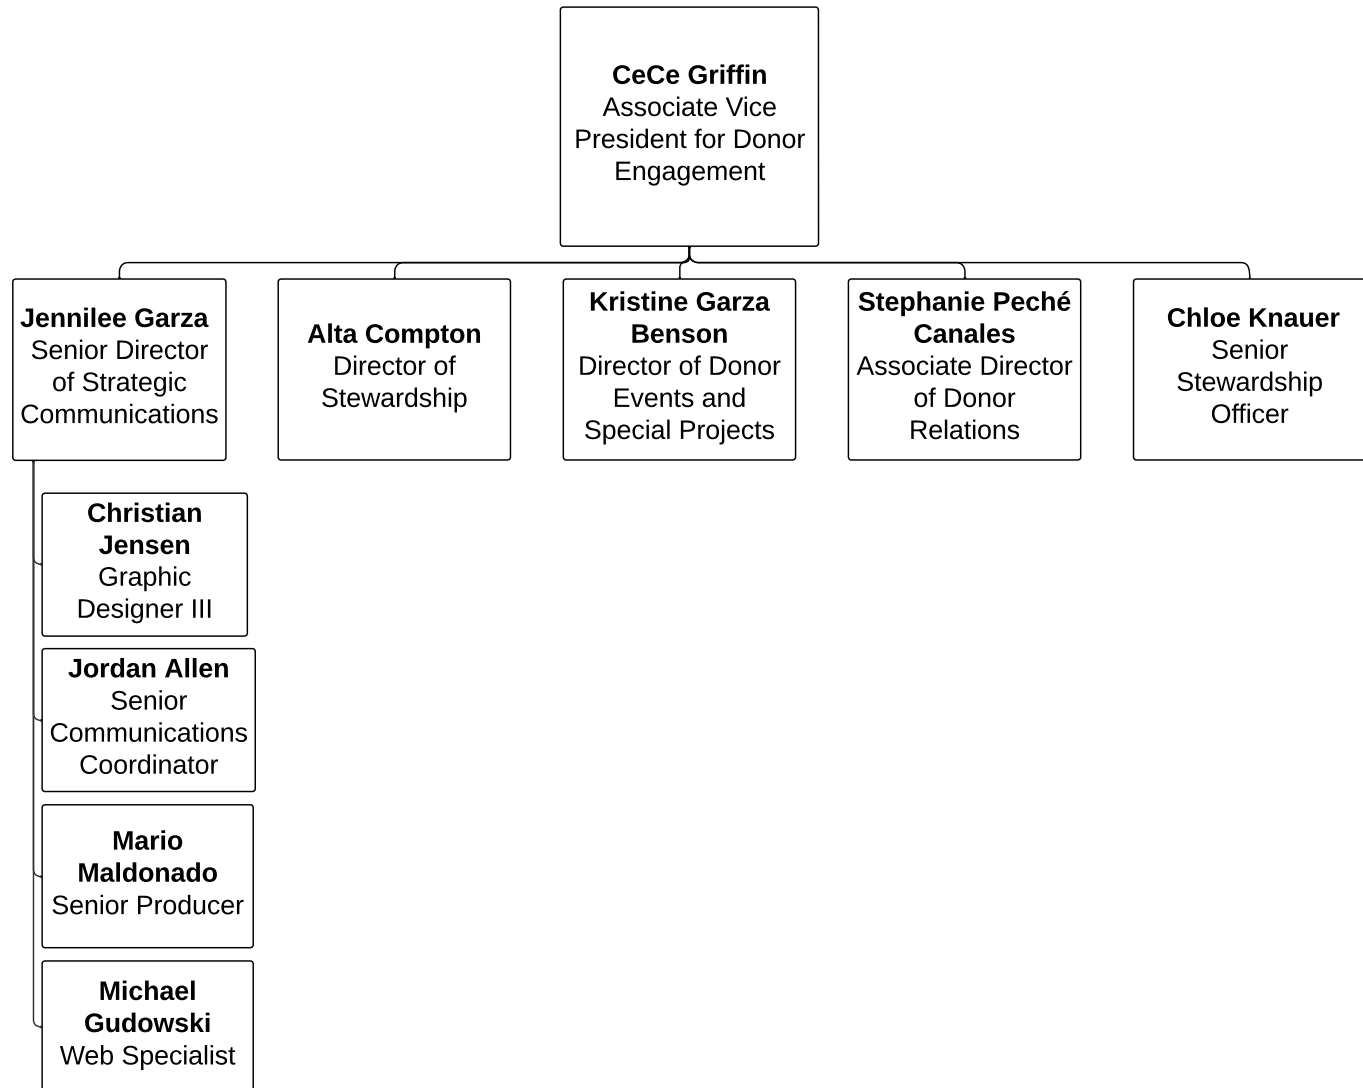 CeCe Griffin
Associate Vice
President for Donor
Engagement
Jennilee Garza
Senior Director
of Strategic
Communications
Alta Compton
Director of
Stewardship
Kristine Garza
Benson
Director of Donor
Events and
Special Projects
Stephanie Peché
Canales
Associate Director
of Donor
Relations
Chloe Knauer
Senior
Stewardship
Officer
Christian
Jensen
Graphic
Designer III
Jordan Allen
Senior
Communications
Coordinator
Mario
Maldonado
Senior Producer
Michael
Gudowski
Web Specialist